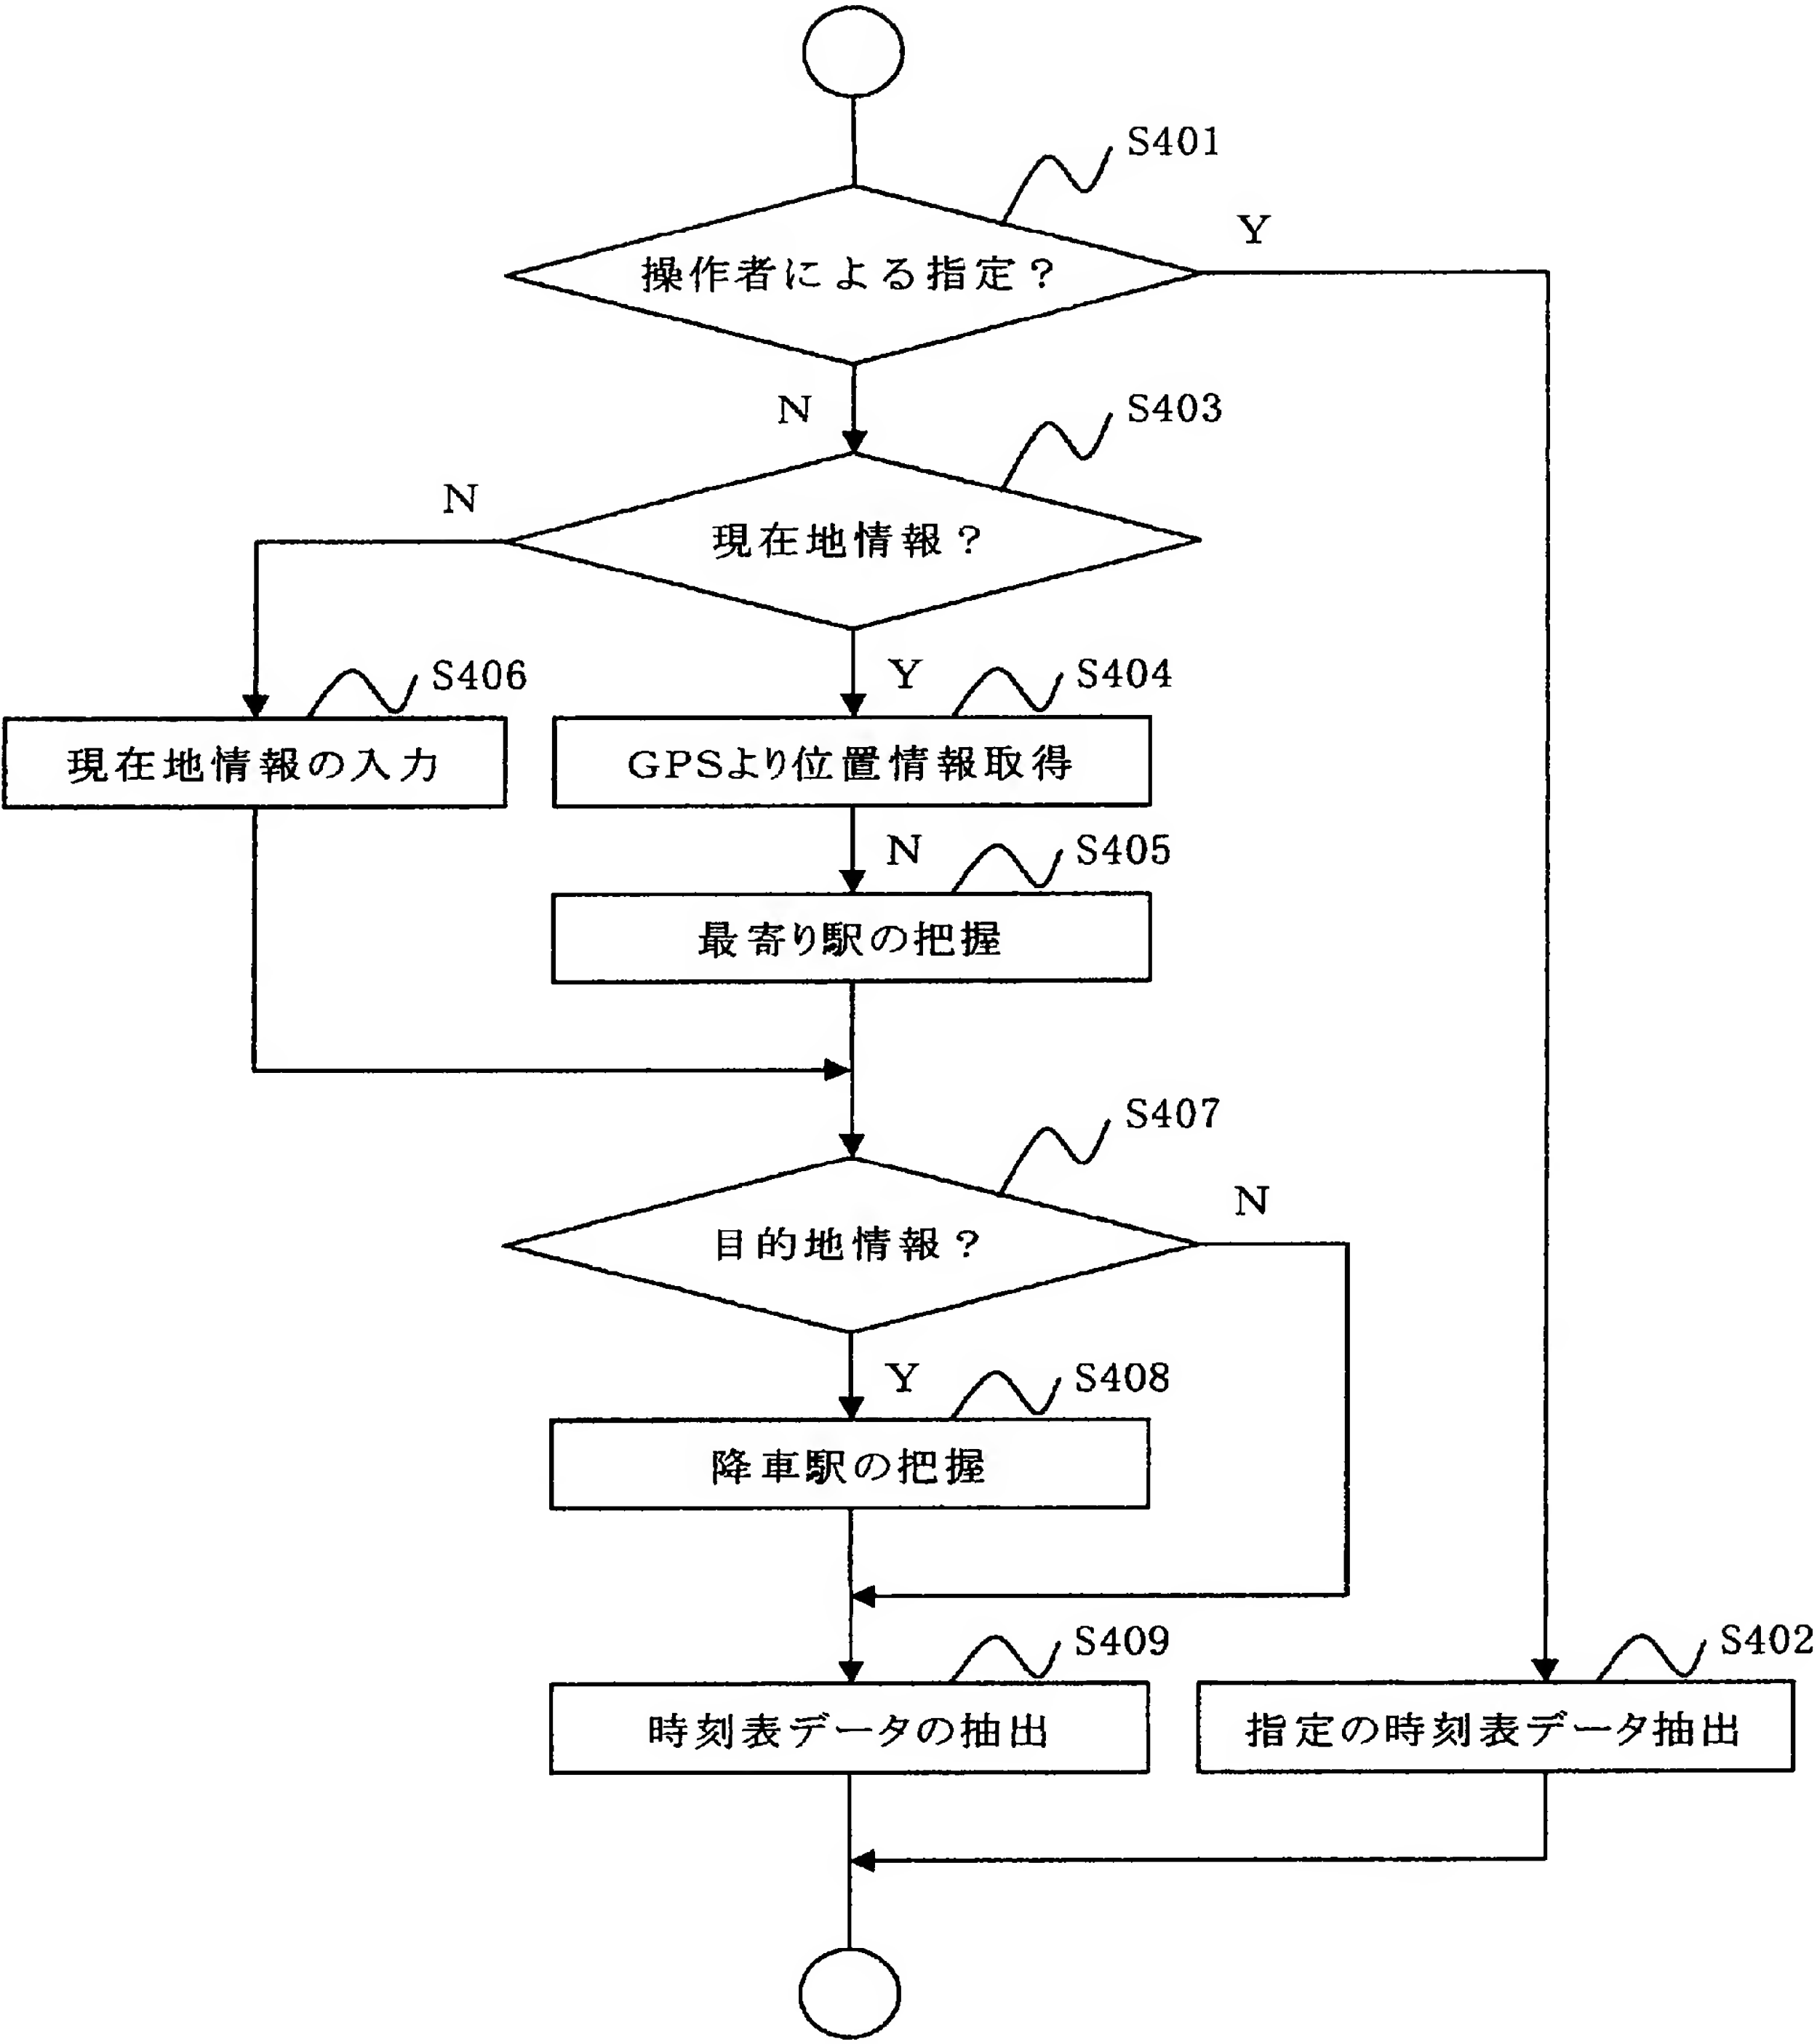 S401
Y
操作者による指定？
N
S403
N
現在地情報？
S406
Y
S404
現在地情報の入力
GPSより位置情報取得
N
S405
最寄り駅の把握
S407
N
目的地情報？
Y
S408
降車駅の把握
S409
S402
時刻表データの抽出
指定の時刻表データ抽出